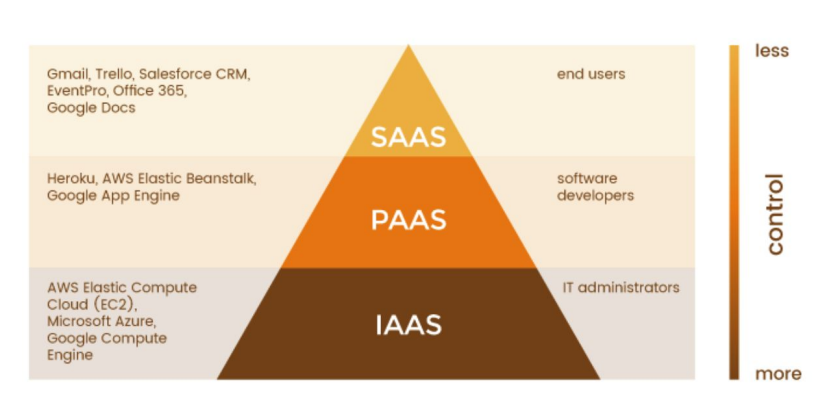 less
Gmail, Trello, Salesforce CRM,
EventPro, Office 365,
Google Docs
SAAS
end users
Heroku, AWS Elastic Beanstalk,
Google App Engine
PAAS
software
developers
control
AWS Elastic Compute
Cloud (EC2),
Microsoft Azure,
Google Compute
Engine
IAAS
IT administrators
more